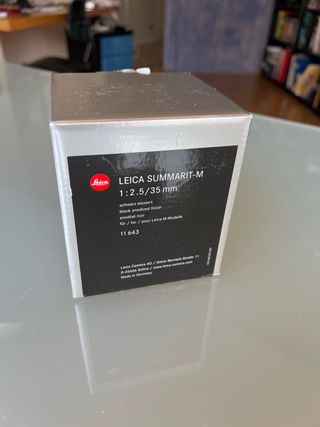 Leica
LEICA SUMMARIT-M
1:2.5/35 mm
schwarz eloxiert
black anodized finish
anodisé noir
für / for / pour Leica M-Modelle
11 643
Leica Camera AG / Oskar-Barnack-Straße 11
D-35606 Solms / www.leica-camera.com
Made in Germany